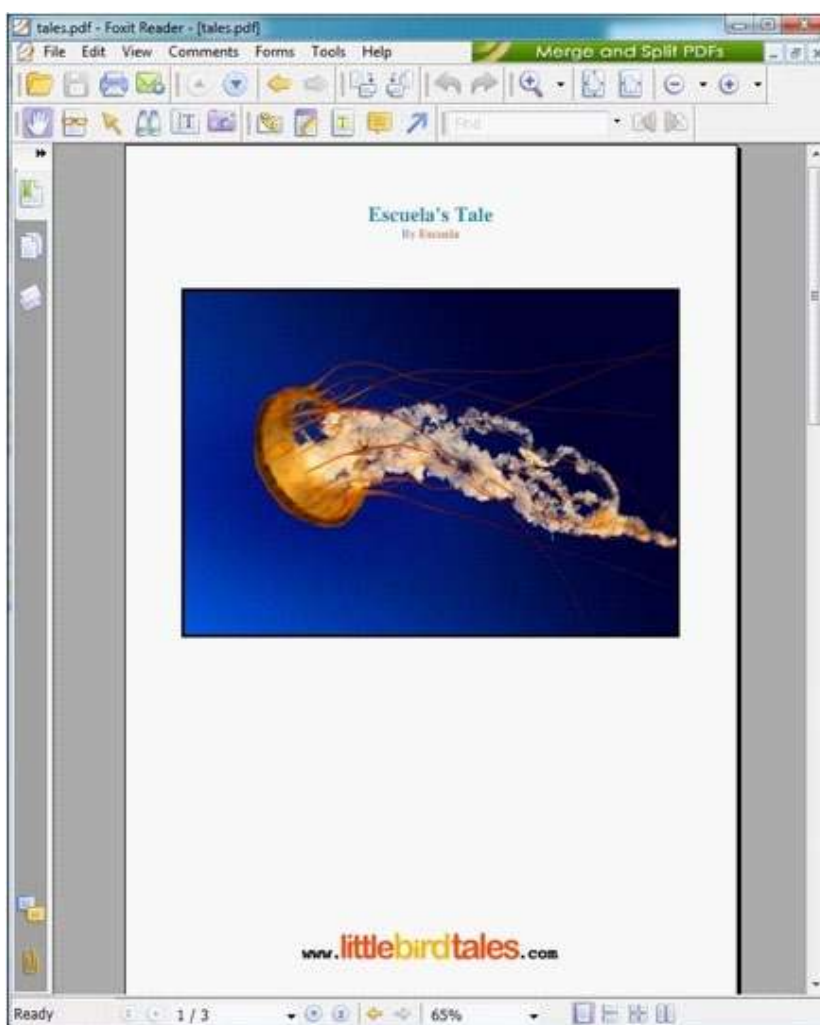 tales.pdf - Foxit Reader - [tales.pdf]
File Edit View Comments Forms Tools Help
Merge and Split PDFs
Find
Escuela's Tale
By Escuela
www.littlebirdtales.com
Ready
1 / 3
65%